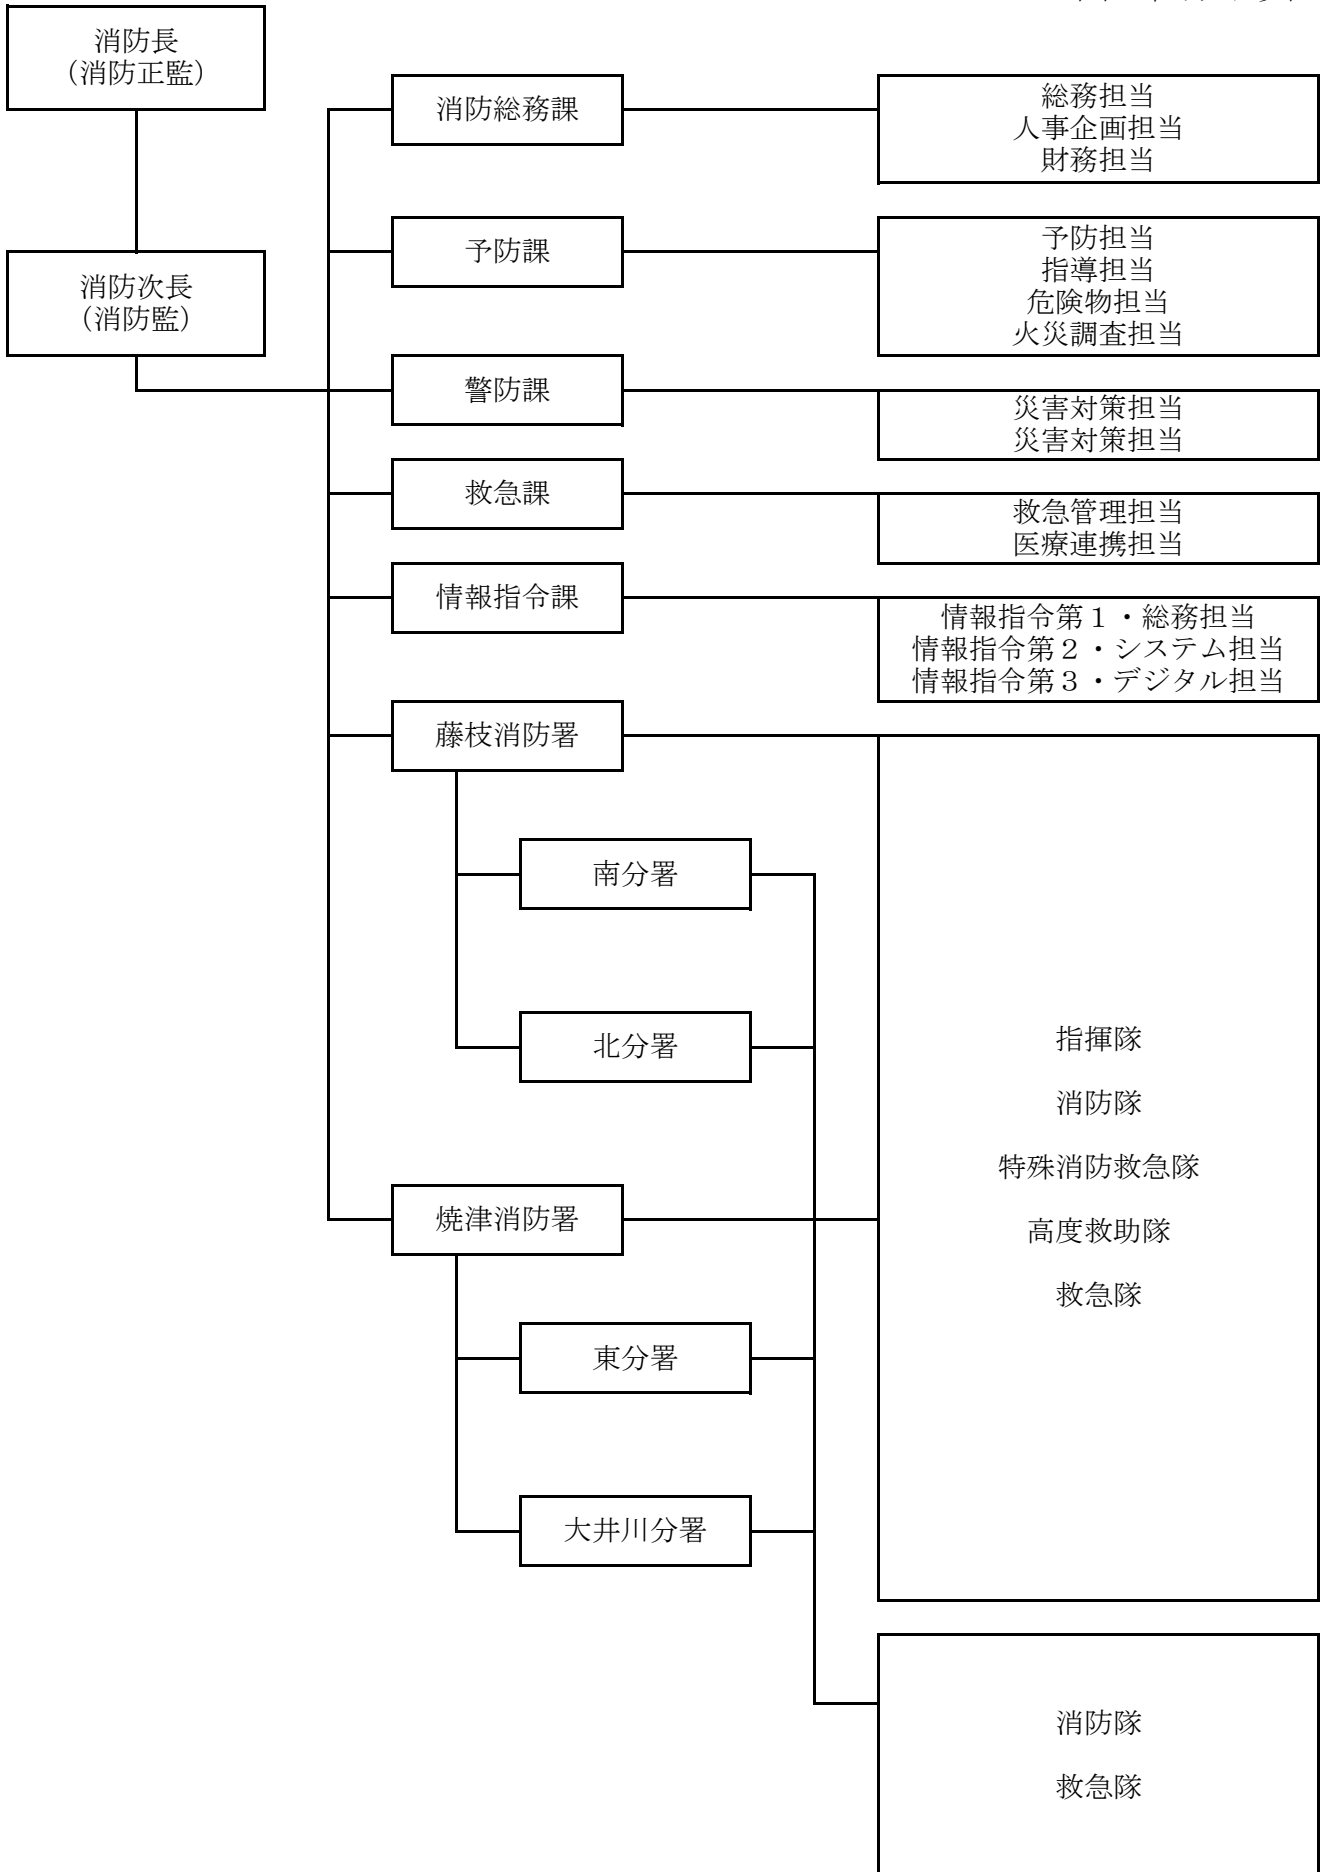 消防長
（消防正監）
消防総務課
総務担当
人事企画担当
財務担当
消防次長
（消防監）
予防課
予防担当
指導担当
危険物担当
火災調査担当
警防課
災害対策担当
災害対策担当
救急課
救急管理担当
医療連携担当
情報指令課
情報指令第１・総務担当
情報指令第２・システム担当
情報指令第３・デジタル担当
藤枝消防署
南分署
北分署
焼津消防署
東分署
大井川分署
指揮隊
消防隊
特殊消防救急隊
高度救助隊
救急隊
消防隊
救急隊